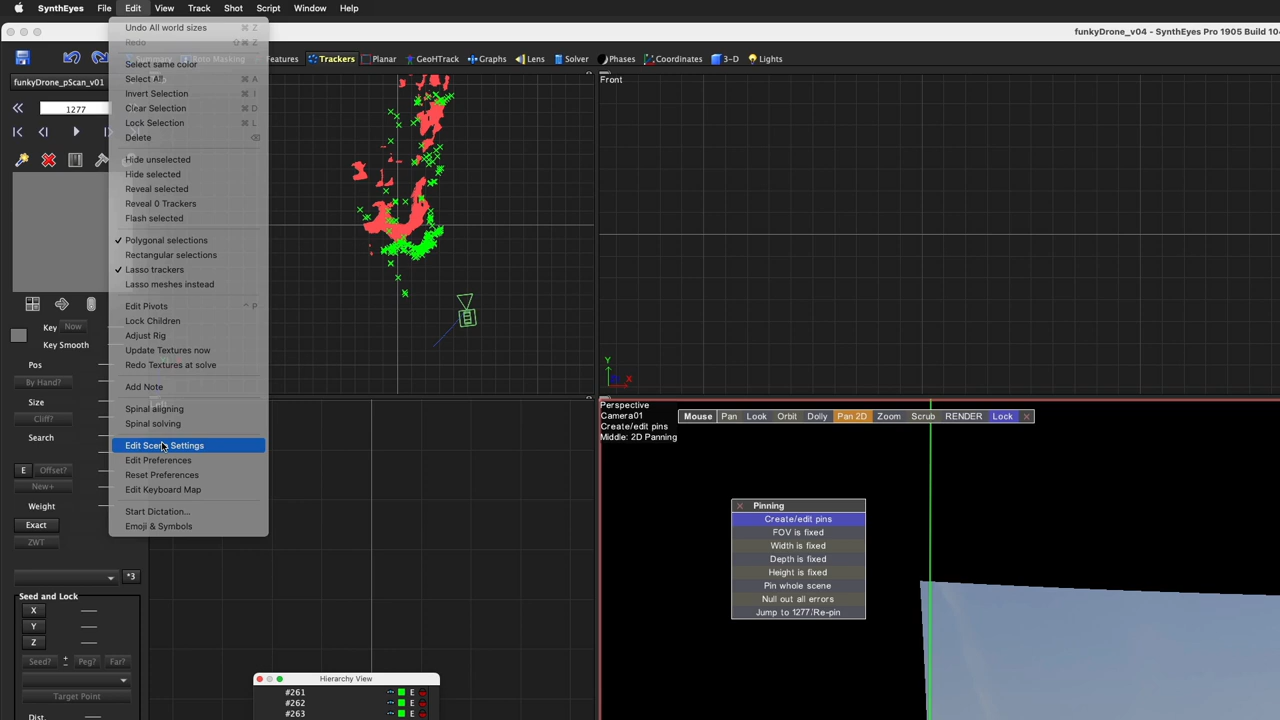 SynthEyes File Edit View Track Shot Script Window Help
funkyDrone_v04 - SynthEyes Pro 1905 Build 10
Summary Roto Masking Features Trackers Planar GeoHTrack Graphs Lens Solver Phases Coordinates 3-D Lights
funkyDrone_pScan_v01
1277
Undo All world sizes ⌘ Z
Redo ⇧ ⌘ Z
Select same color
Select All ⌘ A
Invert Selection ⌘ I
Clear Selection ⌘ D
Lock Selection ⌘ L
Delete ⌫
Hide unselected
Hide selected
Reveal selected
Reveal 0 Trackers
Flash selected
✓ Polygonal selections
Rectangular selections
✓ Lasso trackers
Lasso meshes instead
Edit Pivots ⌃ P
Lock Children
Adjust Rig
Update Textures now
Redo Textures at solve
Add Note
Spinal aligning
Spinal solving
Edit Scene Settings
Edit Preferences
Reset Preferences
Edit Keyboard Map
Start Dictation...
Emoji & Symbols
Key Now
Key Smooth
Pos
By Hand?
Size
Cliff?
Search
E Offset?
New+
Weight
Exact
ZWT
*3
Seed and Lock
X
Y
Z
Seed? Peg? Far?
Target Point
Dist.
Front
Y
X
Left
Hierarchy View
#261 E
#262 E
#263 E
Perspective
Camera01
Create/edit pins
Middle: 2D Panning
Mouse Pan Look Orbit Dolly Pan 2D Zoom Scrub RENDER Lock
Pinning
Create/edit pins
FOV is fixed
Width is fixed
Depth is fixed
Height is fixed
Pin whole scene
Null out all errors
Jump to 1277/Re-pin